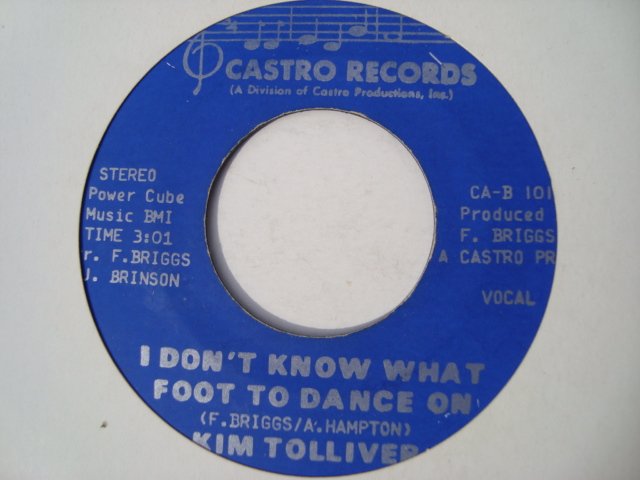 CASTRO RECORDS
(A Division of Castro Productions, Inc.)
STEREO
Power Cube
Music BMI
TIME 3:01
r. F.BRIGGS
J. BRINSON
CA-B 101
Produced
F. BRIGGS
A CASTRO PR
VOCAL
I DON'T KNOW WHAT
FOOT TO DANCE ON
(F.BRIGGS/A.HAMPTON)
KIM TOLLIVER